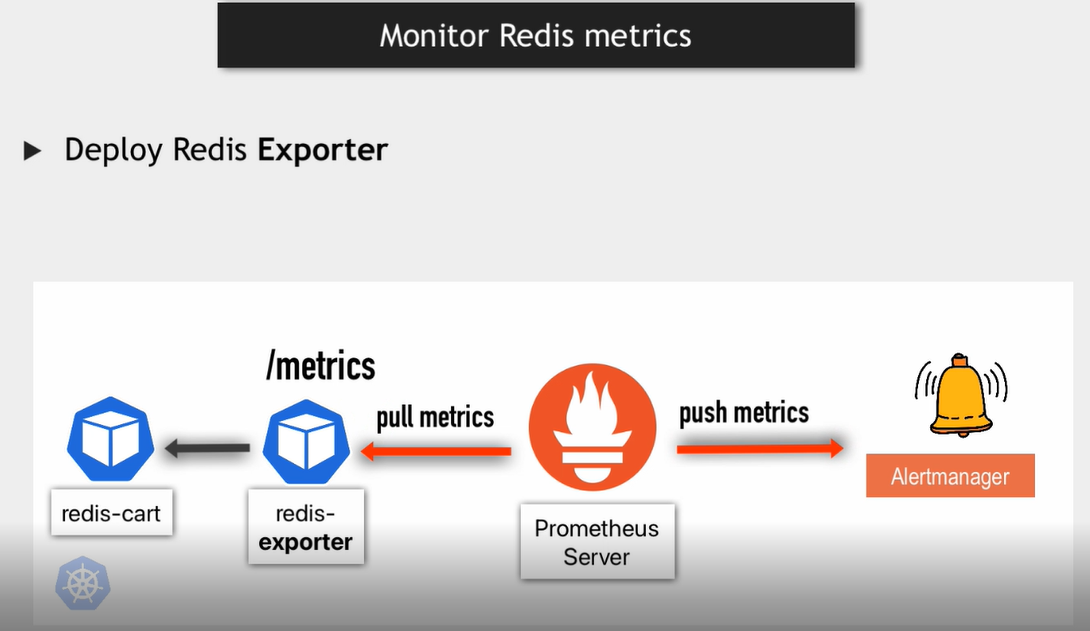 Monitor Redis metrics
Deploy Redis Exporter
/metrics
pull metrics
push metrics
Alertmanager
redis-cart
redis-
exporter
Prometheus
Server